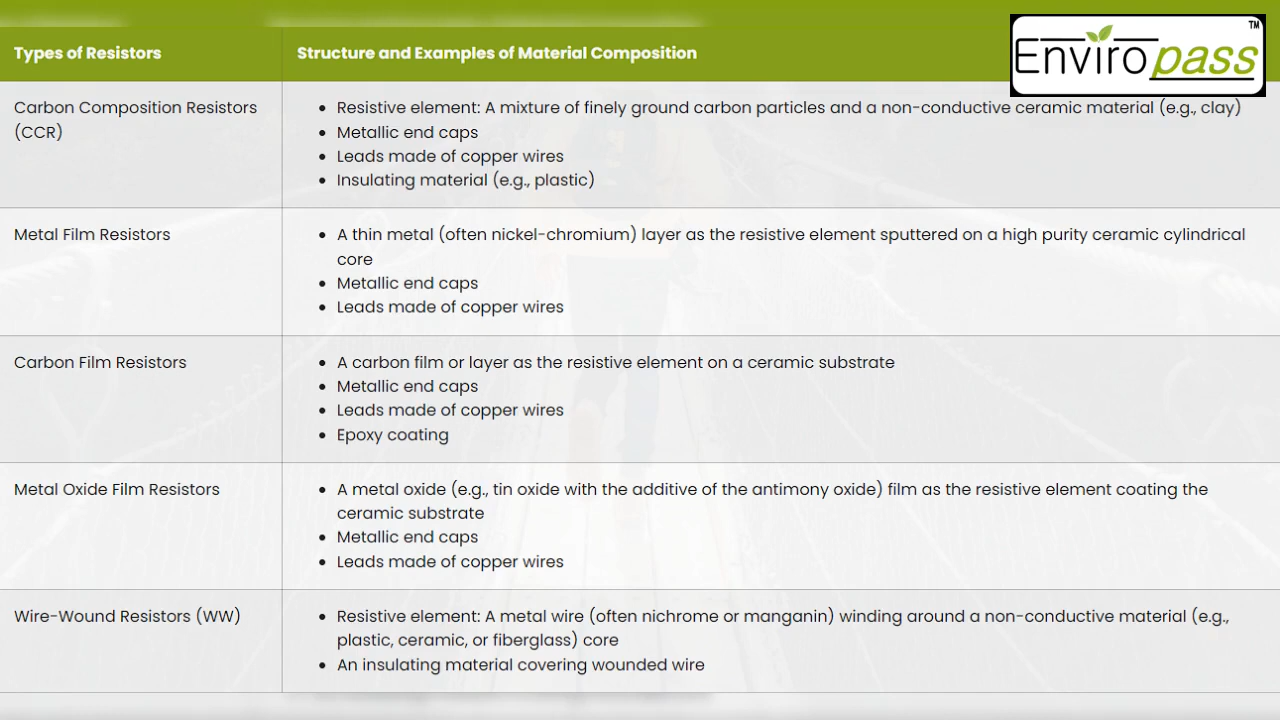 Types of Resistors
Structure and Examples of Material Composition
Enviropass™
Carbon Composition Resistors
(CCR)
• Resistive element: A mixture of finely ground carbon particles and a non-conductive ceramic material (e.g., clay)
• Metallic end caps
• Leads made of copper wires
• Insulating material (e.g., plastic)
Metal Film Resistors
• A thin metal (often nickel-chromium) layer as the resistive element sputtered on a high purity ceramic cylindrical
core
• Metallic end caps
• Leads made of copper wires
Carbon Film Resistors
• A carbon film or layer as the resistive element on a ceramic substrate
• Metallic end caps
• Leads made of copper wires
• Epoxy coating
Metal Oxide Film Resistors
• A metal oxide (e.g., tin oxide with the additive of the antimony oxide) film as the resistive element coating the
ceramic substrate
• Metallic end caps
• Leads made of copper wires
Wire-Wound Resistors (WW)
• Resistive element: A metal wire (often nichrome or manganin) winding around a non-conductive material (e.g.,
plastic, ceramic, or fiberglass) core
• An insulating material covering wounded wire